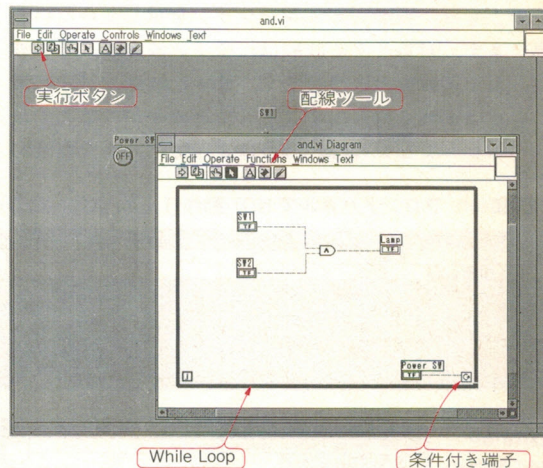 and.vi
File Edit Operate Controls Windows Text
実行ボタン
配線ツール
SW1
Power SW
OFF
and.vi Diagram
File Edit Operate Functions Windows Text
SW1
TF
Lamp
TF
A
SW2
TF
Power SW
TF
i
While Loop
条件付き端子